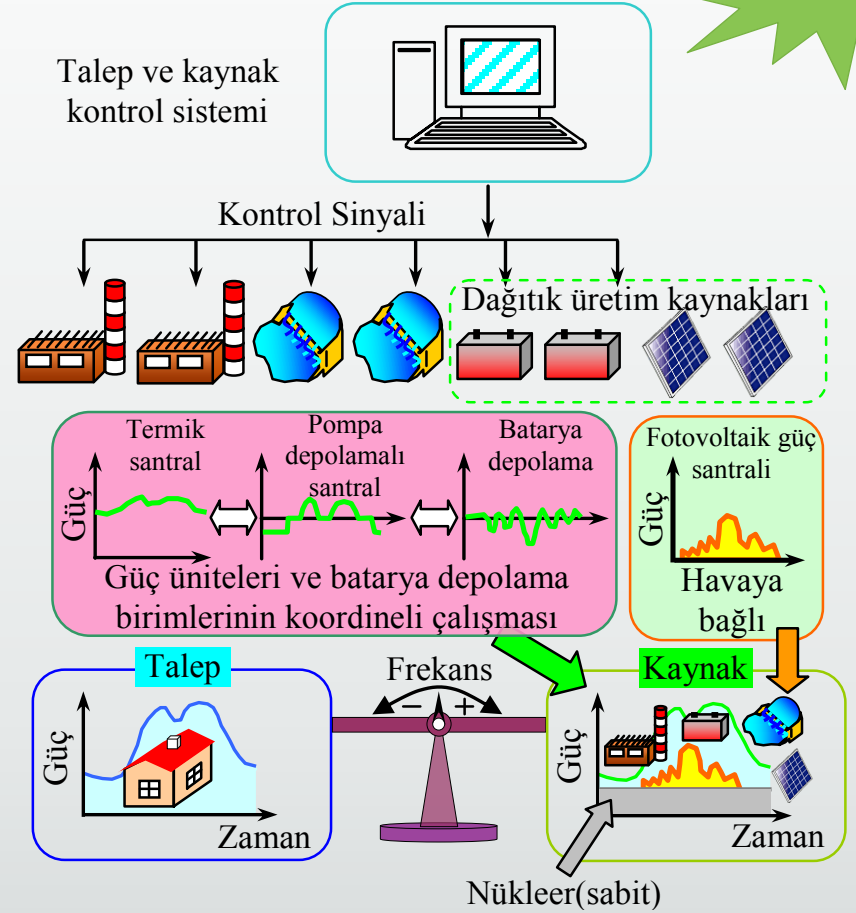 Talep ve kaynak
kontrol sistemi
Kontrol Sinyali
Dağıtık üretim kaynakları
Termik
santral
Pompa
depolamalı
santral
Batarya
depolama
Güç
Güç üniteleri ve batarya depolama
birimlerinin koordineli çalışması
Fotovoltaik güç
santrali
Güç
Havaya
bağlı
Talep
Güç
Zaman
Frekans
− +
Kaynak
Güç
Zaman
Nükleer(sabit)